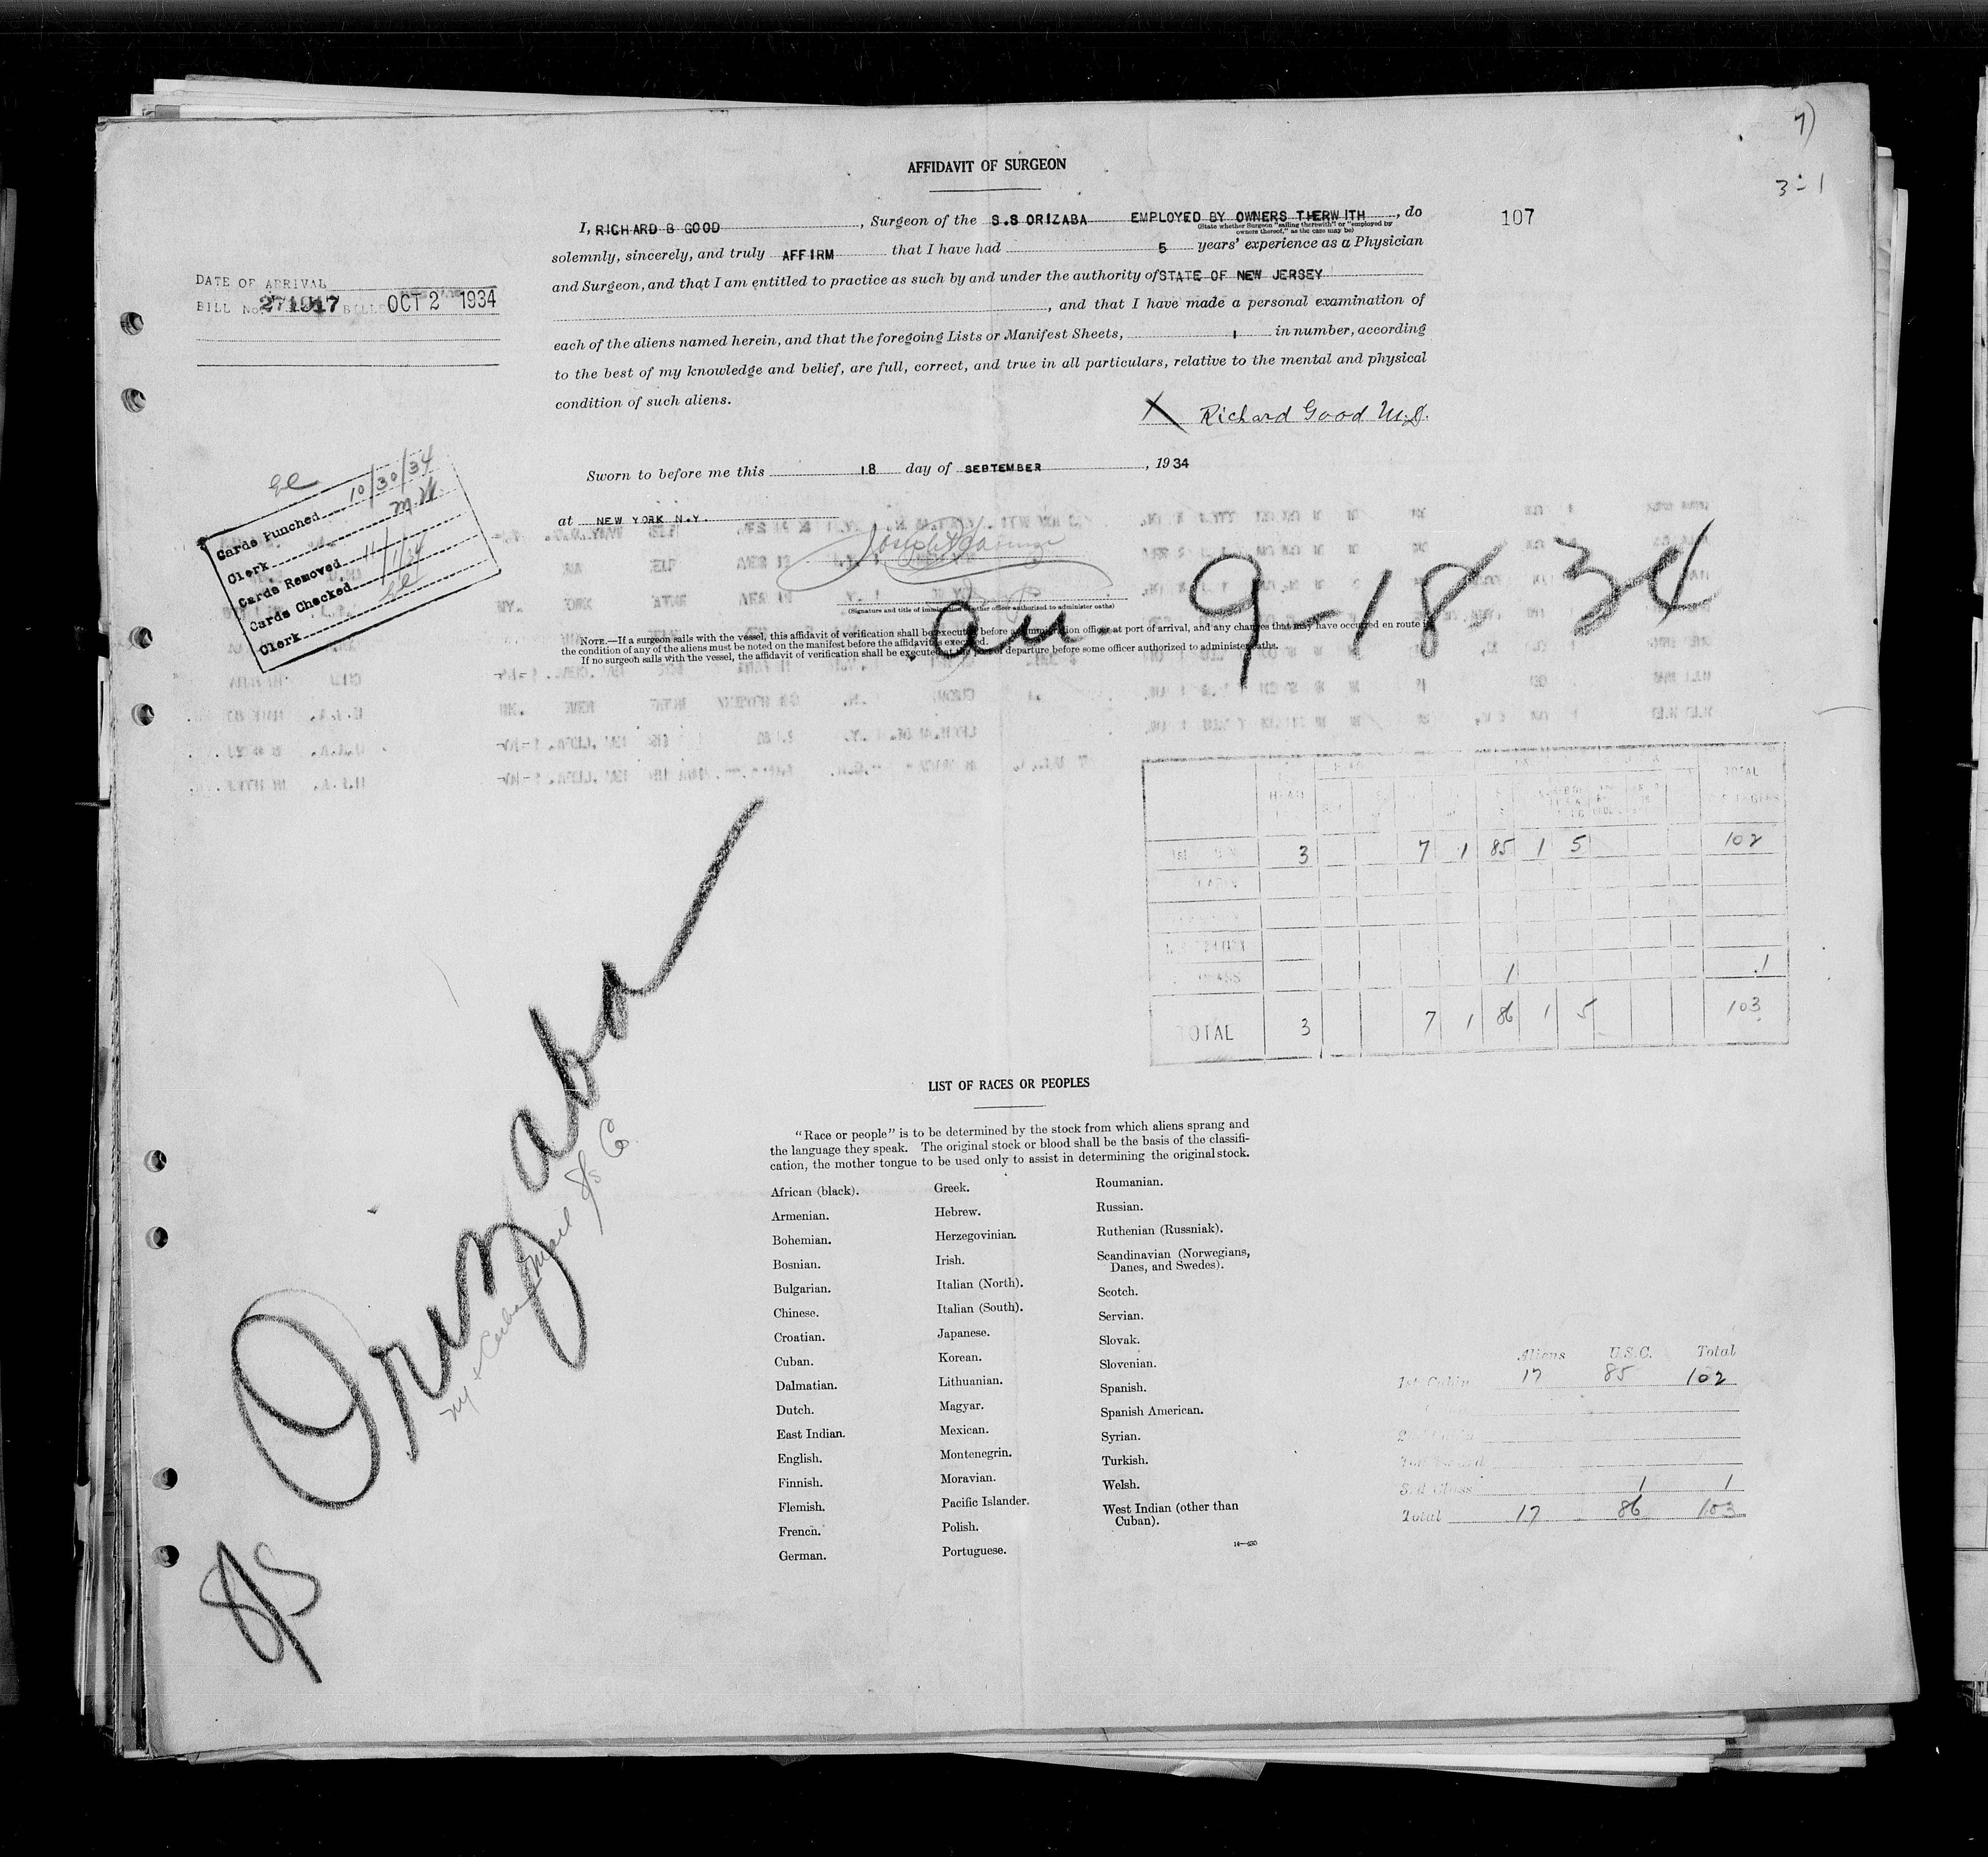 7)
3-1
AFFIDAVIT OF SURGEON
107
I, RICHARD B GOOD, Surgeon of the S.S ORIZABA EMPLOYED BY OWNERS THERWITH, do
(State whether Surgeon "sailing therewith" or "employed by
owners thereof," as the case may be)
solemnly, sincerely, and truly AFFIRM that I have had 5 years' experience as a Physician
and Surgeon, and that I am entitled to practice as such by and under the authority of STATE OF NEW JERSEY
, and that I have made a personal examination of
each of the aliens named herein, and that the foregoing Lists or Manifest Sheets, 1 in number, according
to the best of my knowledge and belief, are full, correct, and true in all particulars, relative to the mental and physical
condition of such aliens.
X Richard Good M.D.
Sworn to before me this 18 day of SEPTEMBER, 1934
at NEW YORK N.Y.
(Signature and title of immigration or other officer authorized to administer oaths)
DATE OF ARRIVAL
BILL No. 271917 BILLED OCT 2 1934
Cards Punched 10/30/34
Clerk M.M.
Cards Removed
Cards Checked 11/1/34
Clerk
9-18 34
NOTE.—If a surgeon sails with the vessel, this affidavit of verification shall be executed before an immigration officer at port of arrival, and any changes that may have occurred en route in
the condition of any of the aliens must be noted on the manifest before the affidavit is executed.
If no surgeon sails with the vessel, the affidavit of verification shall be executed at the port of departure before some officer authorized to administer oaths.
HEAD TOTAL
1st 3 7 1 85 1 5 102
CABIN
CLASS 1 1
TOTAL 3 7 1 86 1 5 103
S/S Orizaba
NY & Cuba Mail S/S Co
LIST OF RACES OR PEOPLES
"Race or people" is to be determined by the stock from which aliens sprang and
the language they speak. The original stock or blood shall be the basis of the classifi-
cation, the mother tongue to be used only to assist in determining the original stock.
African (black).
Armenian.
Bohemian.
Bosnian.
Bulgarian.
Chinese.
Croatian.
Cuban.
Dalmatian.
Dutch.
East Indian.
English.
Finnish.
Flemish.
French.
German.
Greek.
Hebrew.
Herzegovinian.
Irish.
Italian (North).
Italian (South).
Japanese.
Korean.
Lithuanian.
Magyar.
Mexican.
Montenegrin.
Moravian.
Pacific Islander.
Polish.
Portuguese.
Roumanian.
Russian.
Ruthenian (Russniak).
Scandinavian (Norwegians,
Danes, and Swedes).
Scotch.
Servian.
Slovak.
Slovenian.
Spanish.
Spanish American.
Syrian.
Turkish.
Welsh.
West Indian (other than
Cuban).
14—430
Aliens U.S.C. Total
1st Cabin 17 85 102
3rd Class 1 1
Total 17 86 103